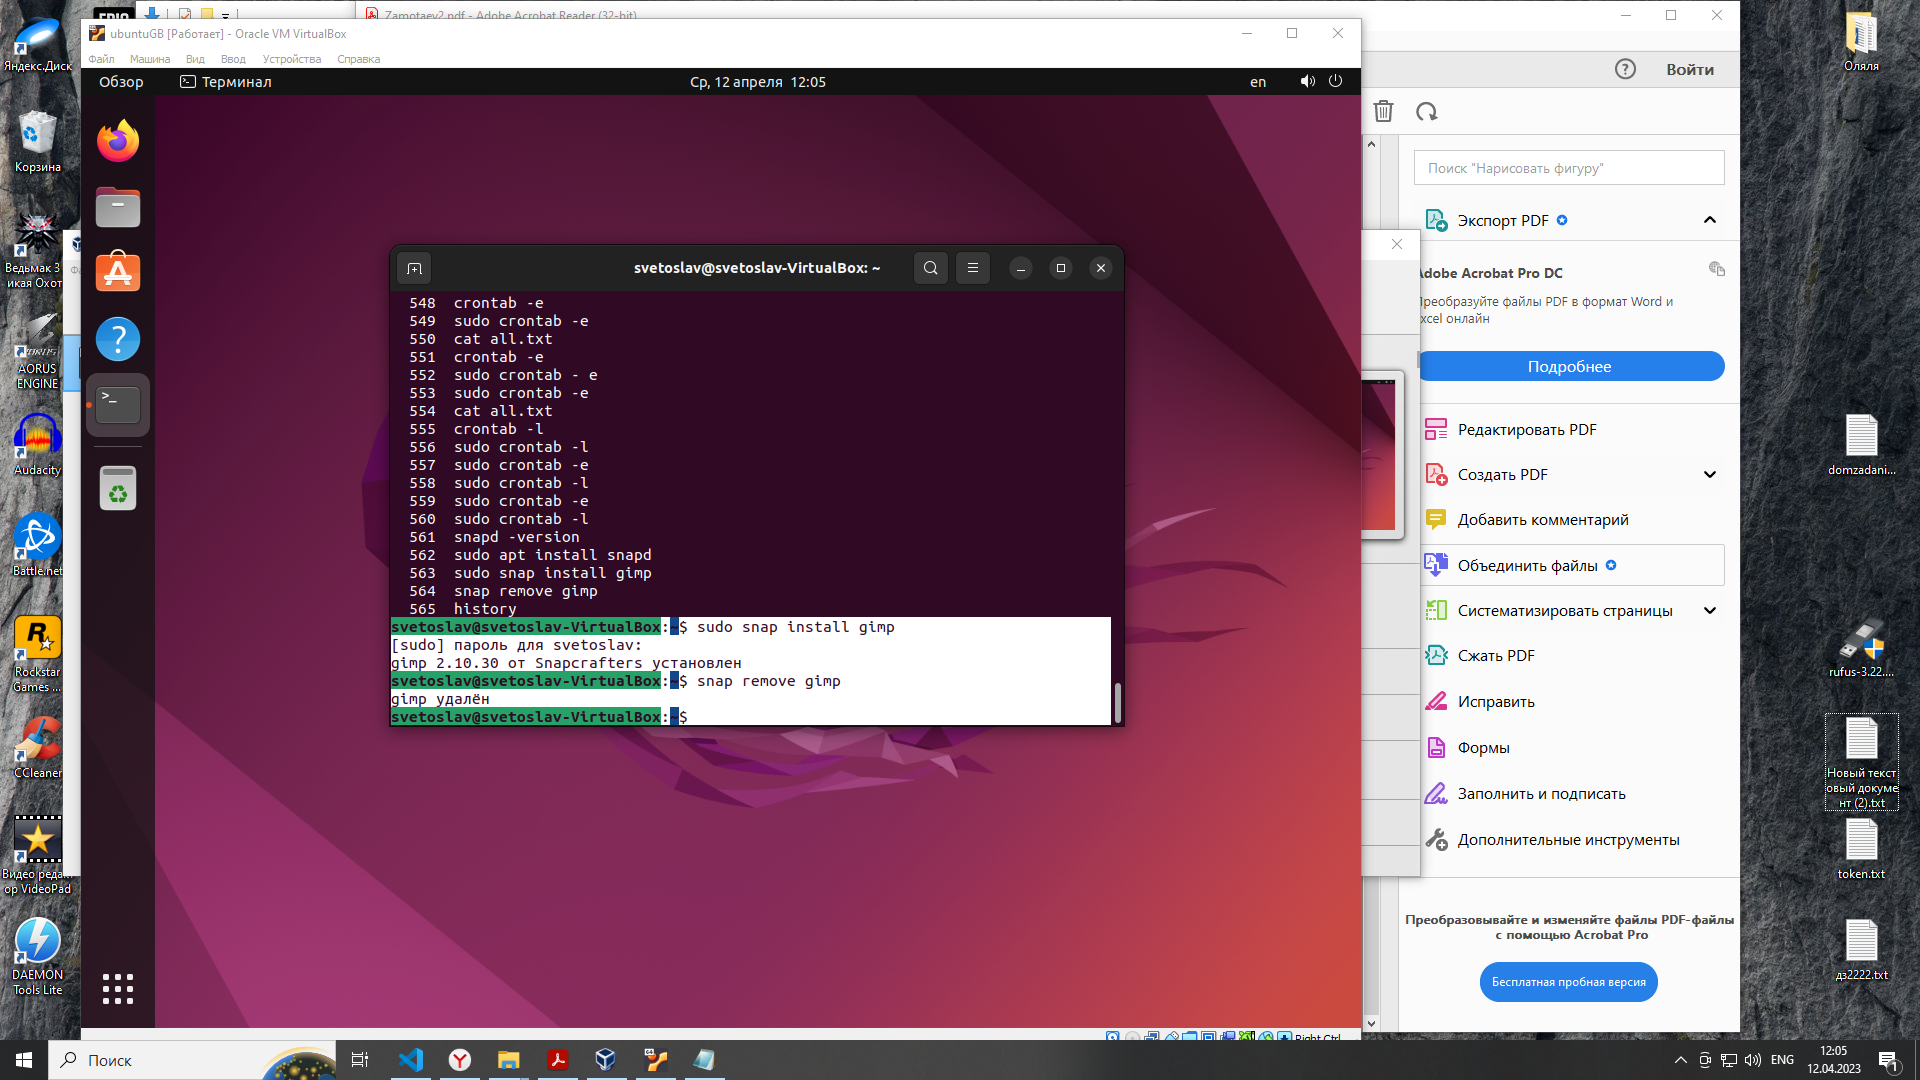 EPIC
Zamotaev2.pdf - Adobe Acrobat Reader (32-bit)
ubuntuGB [Работает] - Oracle VM VirtualBox
Файл Машина Вид Ввод Устройства Справка
Обзор Терминал Ср, 12 апреля 12:05 en
svetoslav@svetoslav-VirtualBox: ~
548 crontab -e
549 sudo crontab -e
550 cat all.txt
551 crontab -e
552 sudo crontab - e
553 sudo crontab -e
554 cat all.txt
555 crontab -l
556 sudo crontab -l
557 sudo crontab -e
558 sudo crontab -l
559 sudo crontab -e
560 sudo crontab -l
561 snapd -version
562 sudo apt install snapd
563 sudo snap install gimp
564 snap remove gimp
565 history
svetoslav@svetoslav-VirtualBox:~$ sudo snap install gimp
[sudo] пароль для svetoslav:
gimp 2.10.30 от Snapcrafters установлен
svetoslav@svetoslav-VirtualBox:~$ snap remove gimp
gimp удалён
svetoslav@svetoslav-VirtualBox:~$
Right Ctrl
Войти
Поиск "Нарисовать фигуру"
Экспорт PDF
Adobe Acrobat Pro DC
Преобразуйте файлы PDF в формат Word и
Excel онлайн
Подробнее
Редактировать PDF
Создать PDF
Добавить комментарий
Объединить файлы
Систематизировать страницы
Сжать PDF
Исправить
Формы
Заполнить и подписать
Дополнительные инструменты
Преобразовывайте и изменяйте файлы PDF-файлы
с помощью Acrobat Pro
Бесплатная пробная версия
Яндекс.Диск
Корзина
Ведьмак 3
икая Охот
AORUS
ENGINE
Audacity
Battle.net
Rockstar
Games ...
CCleaner
Видео редакт
ор VideoPad
DAEMON
Tools Lite
Оляля
domzadani...
rufus-3.22....
Новый текст
овый докуме
нт (2).txt
token.txt
дз2222.txt
Поиск
ENG
12:05
12.04.2023
1